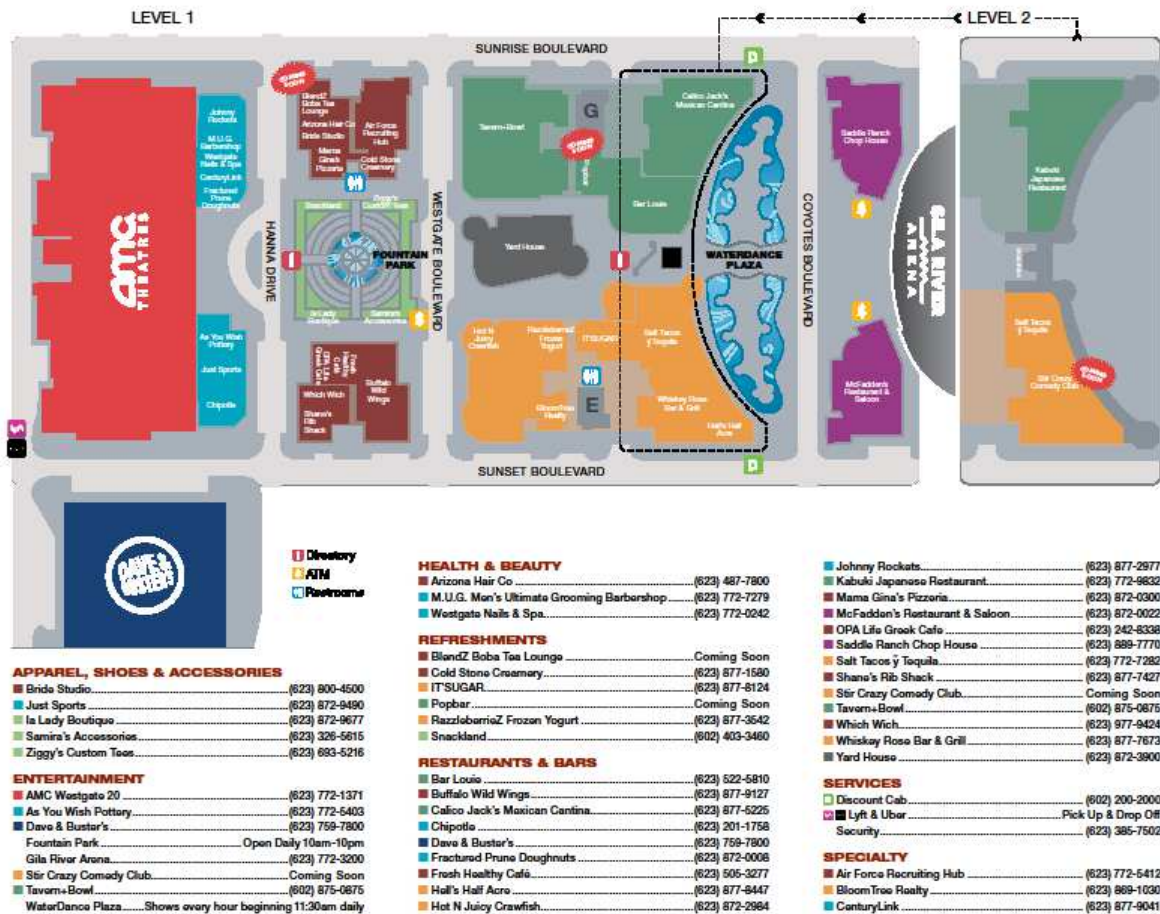 LEVEL 1
LEVEL 2
SUNRISE BOULEVARD
Calico Jack's
Mexican Cantina
Tavern+Bowl
G
Bar Louie
Yard House
BlendZ
Boba Tea
Lounge
Arizona Hair Co
Bride Studio
Mama
Gina's
Pizzeria
Air Force
Recruiting
Hub
Cold Stone
Creamery
Johnny
Rockets
M.U.G.
Barbershop
Westgate
Nails & Spa
CenturyLink
Fractured
Prune
Doughnuts
amc
THEATRES
HANNA DRIVE
Snackland
FOUNTAIN
PARK
Samira's
Accessories
WESTGATE BOULEVARD
WATERDANCE
PLAZA
COYOTES BOULEVARD
Saddle Ranch
Chop House
GILA RIVER
ARENA
McFadden's
Restaurant &
Saloon
Kabuki
Japanese
Restaurant
Salt Tacos
ÿ Tequila
Stir Crazy
Comedy Club
As You Wish
Pottery
Just Sports
Chipotle
Fresh
Healthy
Café
OPA Life
Greek Cafe
Which Wich
Shane's
Rib
Shack
Buffalo
Wild
Wings
Hot N
Juicy
Crawfish
RazzleberrieZ
Frozen
Yogurt
IT'SUGAR
Salt Tacos
ÿ Tequila
BloomTree
Realty
E
Whiskey Rose
Bar & Grill
Hell's Half
Acre
SUNSET BOULEVARD
DAVE &
BUSTER'S
Directory
ATM
Restrooms
APPAREL, SHOES & ACCESSORIES
Bride Studio (623) 800-4500
Just Sports (623) 872-9490
la Lady Boutique (623) 872-9677
Samira's Accessories (623) 326-5615
Ziggy's Custom Tees (623) 693-5216
ENTERTAINMENT
AMC Westgate 20 (623) 772-1371
As You Wish Pottery (623) 772-5403
Dave & Buster's (623) 759-7800
Fountain Park Open Daily 10am-10pm
Gila River Arena (623) 772-3200
Stir Crazy Comedy Club Coming Soon
Tavern+Bowl (602) 875-0875
WaterDance Plaza Shows every hour beginning 11:30am daily
HEALTH & BEAUTY
Arizona Hair Co (623) 487-7800
M.U.G. Men's Ultimate Grooming Barbershop (623) 772-7279
Westgate Nails & Spa (623) 772-0242
REFRESHMENTS
BlendZ Boba Tea Lounge Coming Soon
Cold Stone Creamery (623) 877-1580
IT'SUGAR (623) 877-8124
Popbar Coming Soon
RazzleberrieZ Frozen Yogurt (623) 877-3542
Snackland (602) 403-3460
RESTAURANTS & BARS
Bar Louie (623) 522-5810
Buffalo Wild Wings (623) 877-9127
Calico Jack's Mexican Cantina (623) 877-5225
Chipotle (623) 201-1758
Dave & Buster's (623) 759-7800
Fractured Prune Doughnuts (623) 872-0008
Fresh Healthy Café (623) 505-3277
Hell's Half Acre (623) 877-8447
Hot N Juicy Crawfish (623) 872-2984
Johnny Rockets (623) 877-2977
Kabuki Japanese Restaurant (623) 772-9832
Mama Gina's Pizzeria (623) 872-0300
McFadden's Restaurant & Saloon (623) 872-0022
OPA Life Greek Cafe (623) 242-8338
Saddle Ranch Chop House (623) 889-7770
Salt Tacos ÿ Tequila (623) 772-7282
Shane's Rib Shack (623) 877-7427
Stir Crazy Comedy Club Coming Soon
Tavern+Bowl (602) 875-0875
Which Wich (623) 977-9424
Whiskey Rose Bar & Grill (623) 877-7673
Yard House (623) 872-3900
SERVICES
Discount Cab (602) 200-2000
Lyft & Uber Pick Up & Drop Off
Security (623) 385-7502
SPECIALTY
Air Force Recruiting Hub (623) 772-5412
BloomTree Realty (623) 869-1030
CenturyLink (623) 877-9041